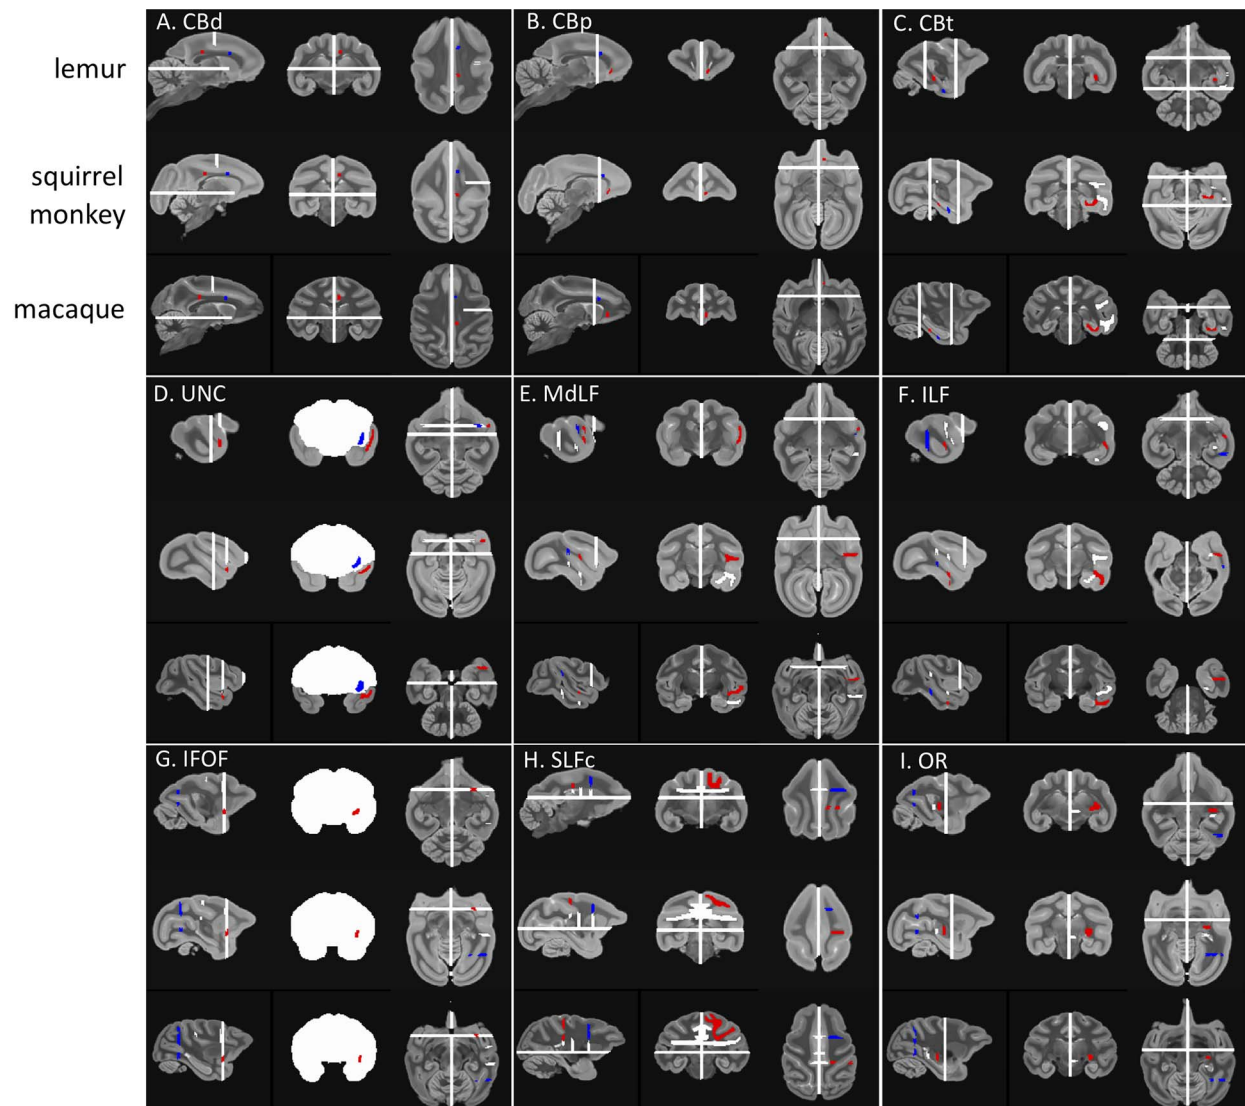 A. CBd
B. CBp
C. CBt
lemur
squirrel
monkey
macaque
D. UNC
E. MdLF
F. ILF
G. IFOF
H. SLFc
I. OR